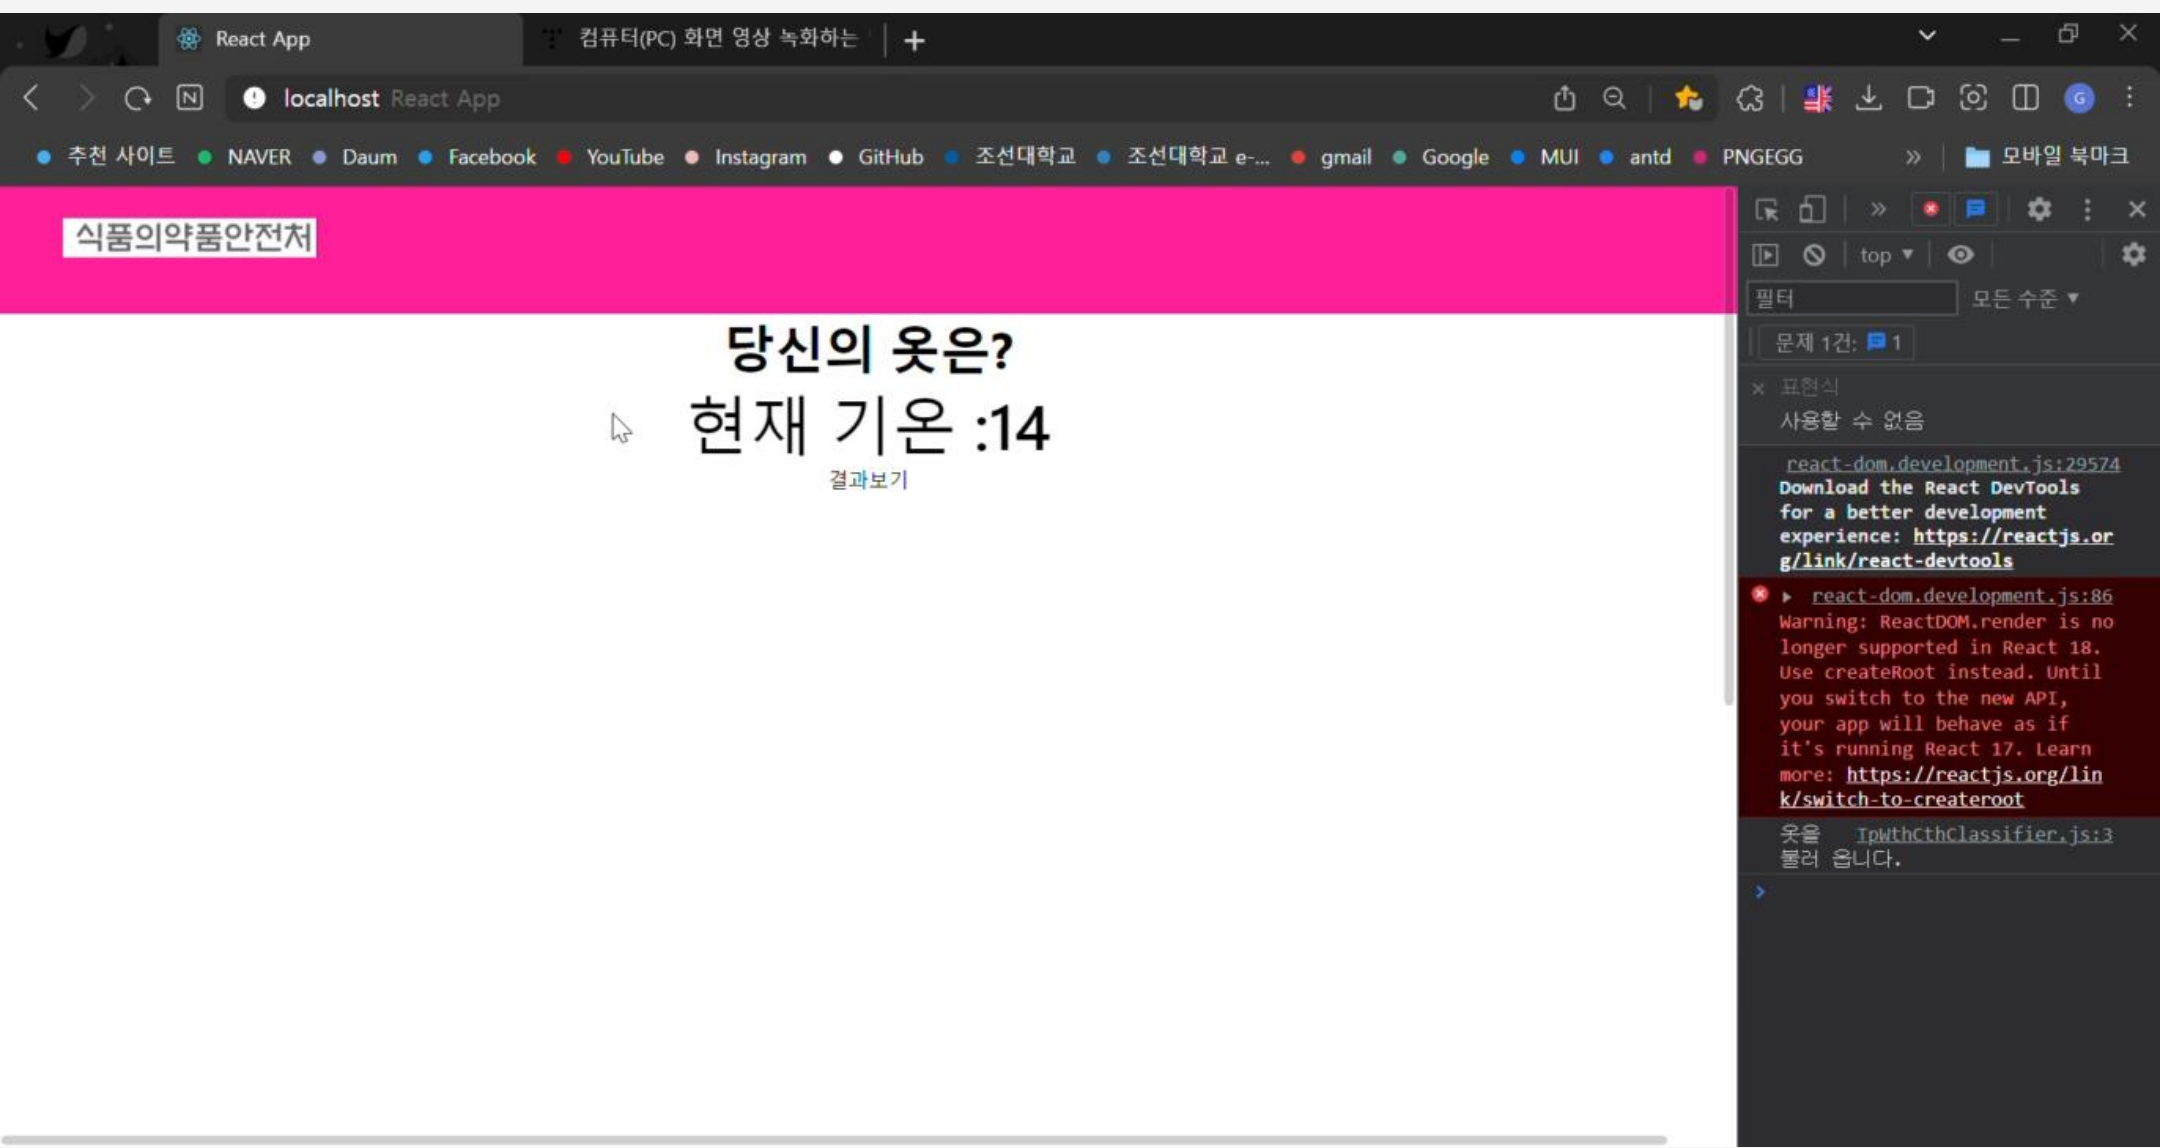 React App
컴퓨터(PC) 화면 영상 녹화하는
localhost React App
추천 사이트 NAVER Daum Facebook YouTube Instagram GitHub 조선대학교 조선대학교 e-... gmail Google MUI antd PNGEGG » 모바일 북마크
식품의약품안전처
당신의 옷은?
현재 기온 :14
결과보기
top
필터 모든 수준
문제 1건: 1
표현식
사용할 수 없음
react-dom.development.js:29574
Download the React DevTools
for a better development
experience: https://reactjs.or
g/link/react-devtools
react-dom.development.js:86
Warning: ReactDOM.render is no
longer supported in React 18.
Use createRoot instead. Until
you switch to the new API,
your app will behave as if
it's running React 17. Learn
more: https://reactjs.org/lin
k/switch-to-createroot
옷을 TpWthCthClassifier.js:3
불러 옵니다.